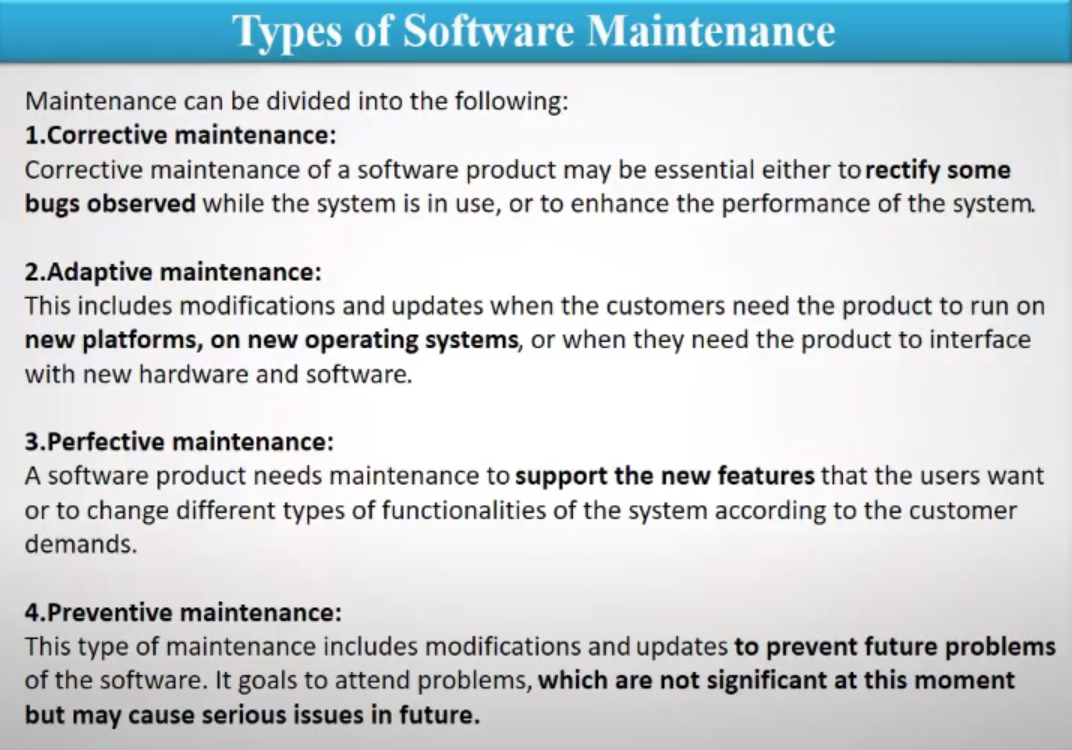 Types of Software Maintenance
Maintenance can be divided into the following:
1.Corrective maintenance:
Corrective maintenance of a software product may be essential either to rectify some
bugs observed while the system is in use, or to enhance the performance of the system.
2.Adaptive maintenance:
This includes modifications and updates when the customers need the product to run on
new platforms, on new operating systems, or when they need the product to interface
with new hardware and software.
3.Perfective maintenance:
A software product needs maintenance to support the new features that the users want
or to change different types of functionalities of the system according to the customer
demands.
4.Preventive maintenance:
This type of maintenance includes modifications and updates to prevent future problems
of the software. It goals to attend problems, which are not significant at this moment
but may cause serious issues in future.